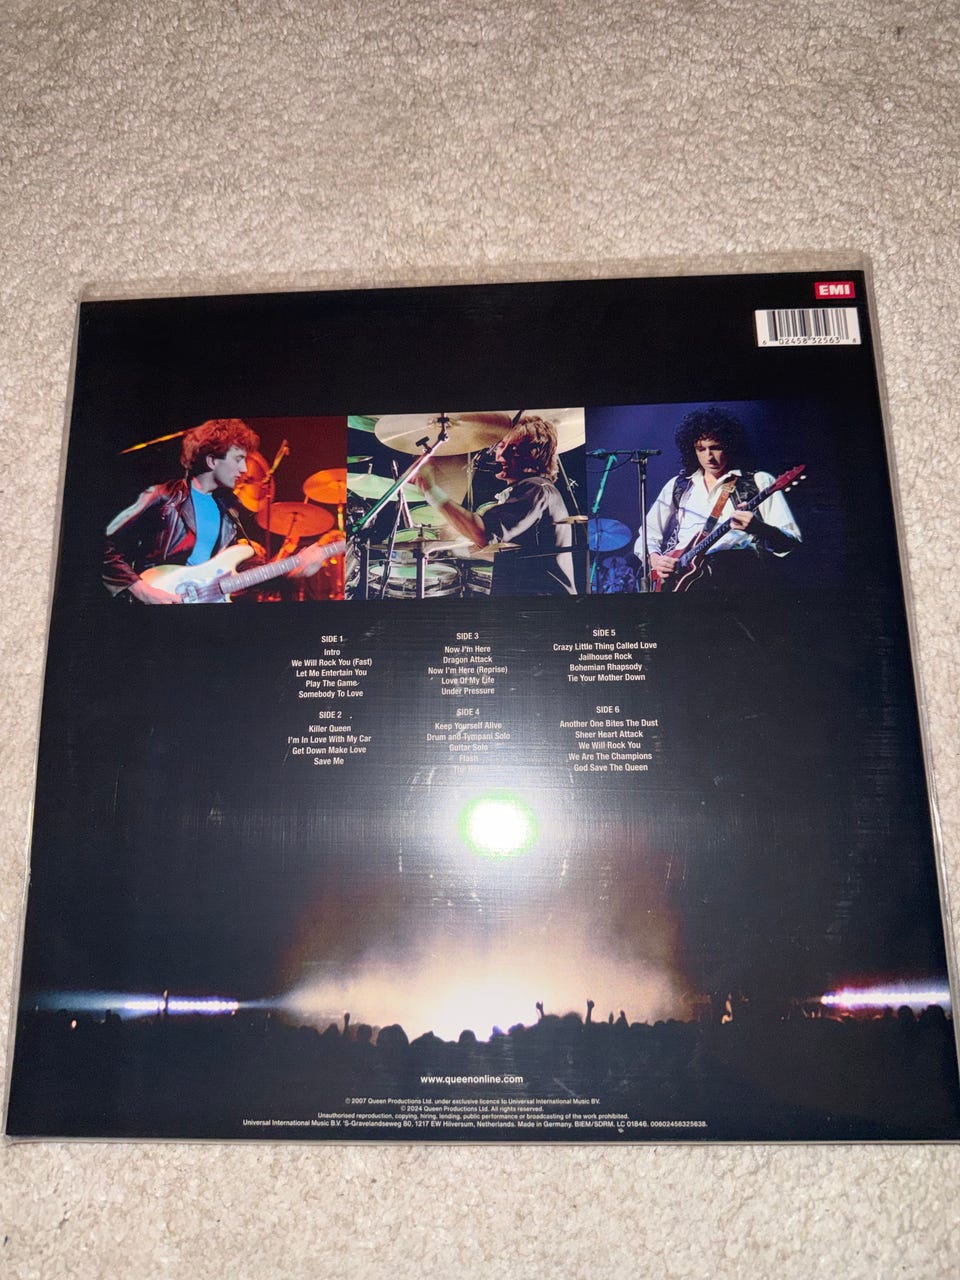 EMI
6 02458 32563 8
SIDE 1
Intro
We Will Rock You (Fast)
Let Me Entertain You
Play The Game
Somebody To Love
SIDE 2
Killer Queen
I'm In Love With My Car
Get Down Make Love
Save Me
SIDE 3
Now I'm Here
Dragon Attack
Now I'm Here (Reprise)
Love Of My Life
Under Pressure
SIDE 4
Keep Yourself Alive
Drum and Tympani Solo
Guitar Solo
Flash
The
SIDE 5
Crazy Little Thing Called Love
Jailhouse Rock
Bohemian Rhapsody
Tie Your Mother Down
SIDE 6
Another One Bites The Dust
Sheer Heart Attack
We Will Rock You
We Are The Champions
God Save The Queen
www.queenonline.com
℗ 2007 Queen Productions Ltd. under exclusive licence to Universal International Music BV.
© 2024 Queen Productions Ltd. All rights reserved.
Unauthorised reproduction, copying, hiring, lending, public performance or broadcasting of the work prohibited.
Universal International Music B.V. 'S-Gravelandseweg 80, 1217 EW Hilversum, Netherlands. Made in Germany. BIEM/SDRM. LC 01846. 00602458325638.